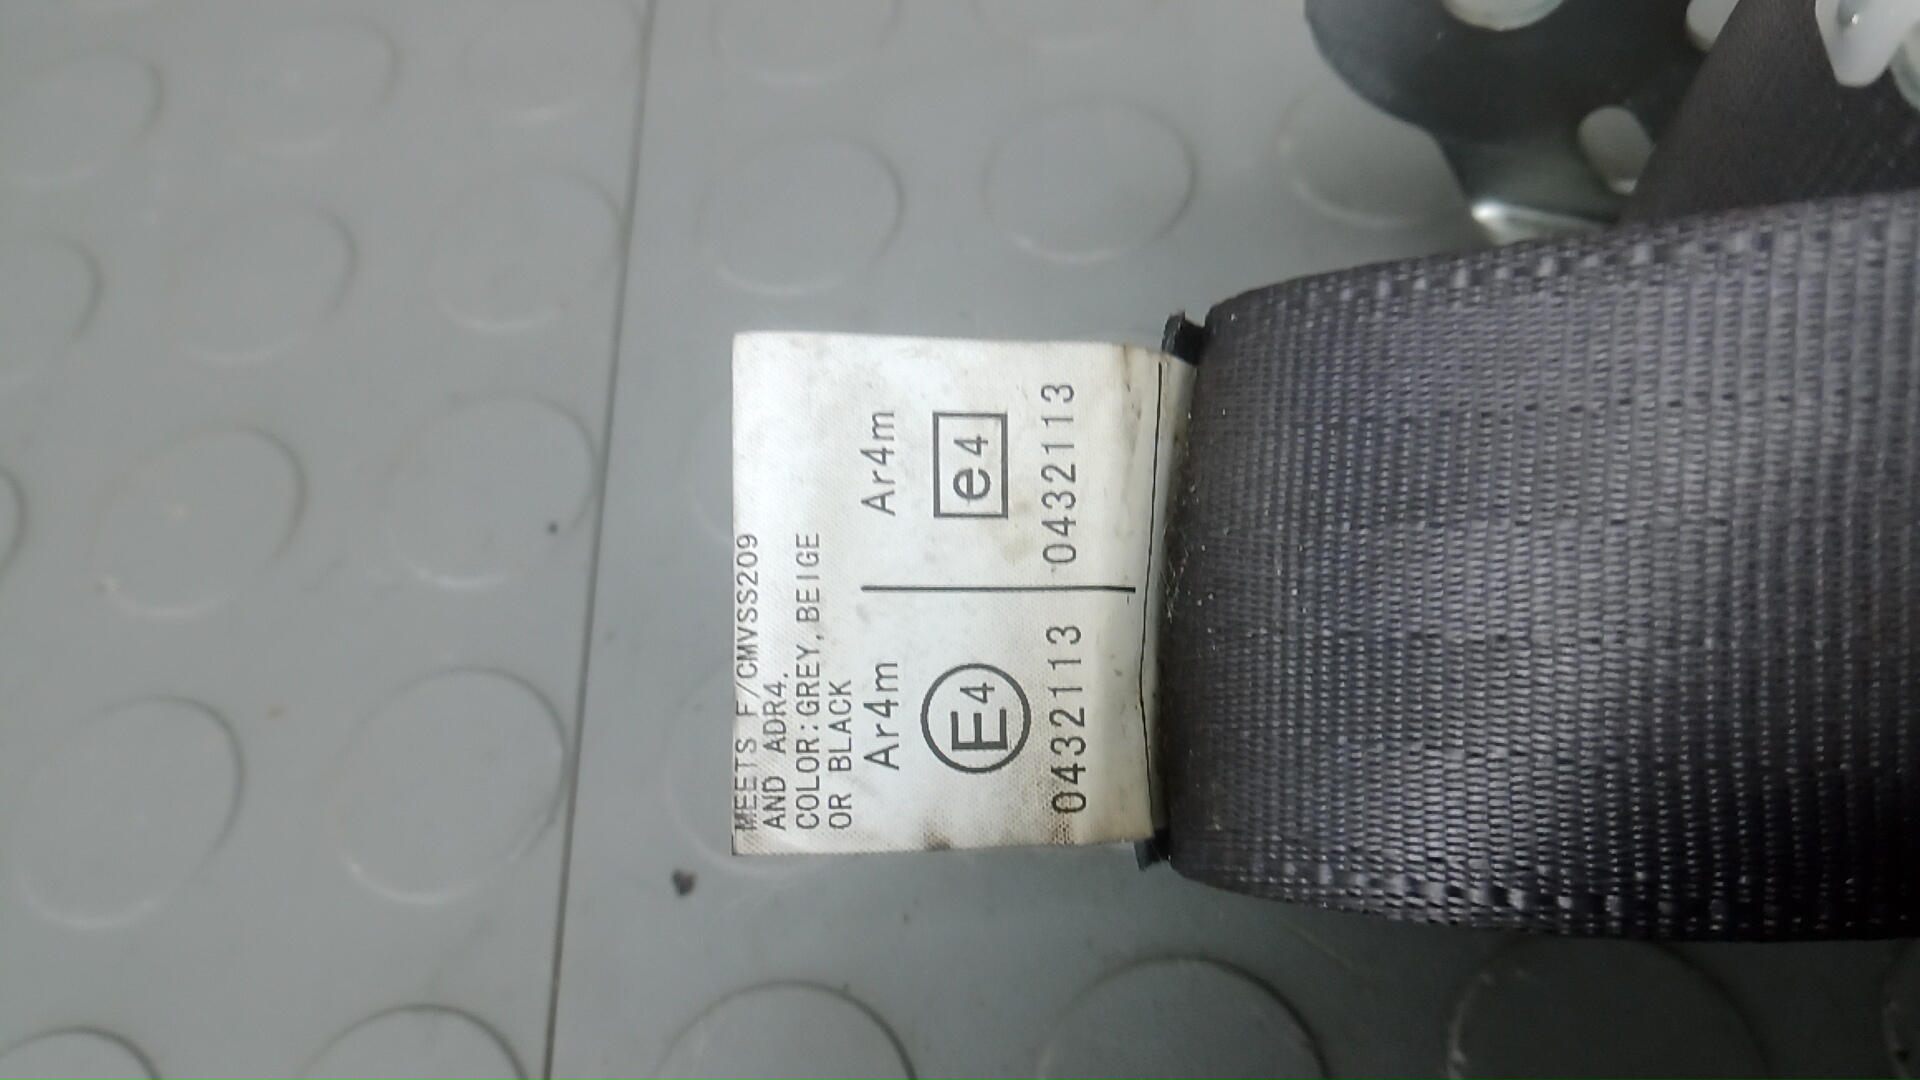 MEETS F/CMVSS209
AND ADR4.
COLOR:GREY, BEIGE
OR BLACK
Ar4m Ar4m
E4 e4
0432113 0432113